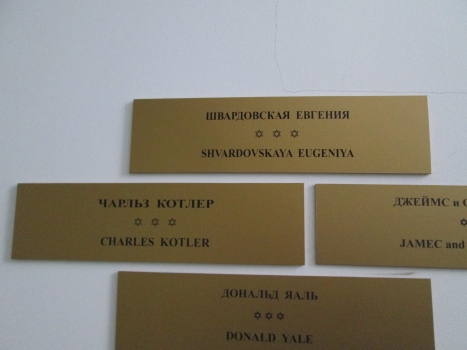 ШВАРДОВСКАЯ ЕВГЕНИЯ
✡ ✡ ✡
SHVARDOVSKAYA EUGENIYA
ЧАРЛЬЗ КОТЛЕР
✡ ✡ ✡
CHARLES KOTLER
ДЖЕЙМС и
✡
JAMEC and
ДОНАЛЬД ЯАЛЬ
✡ ✡ ✡
DONALD YALE